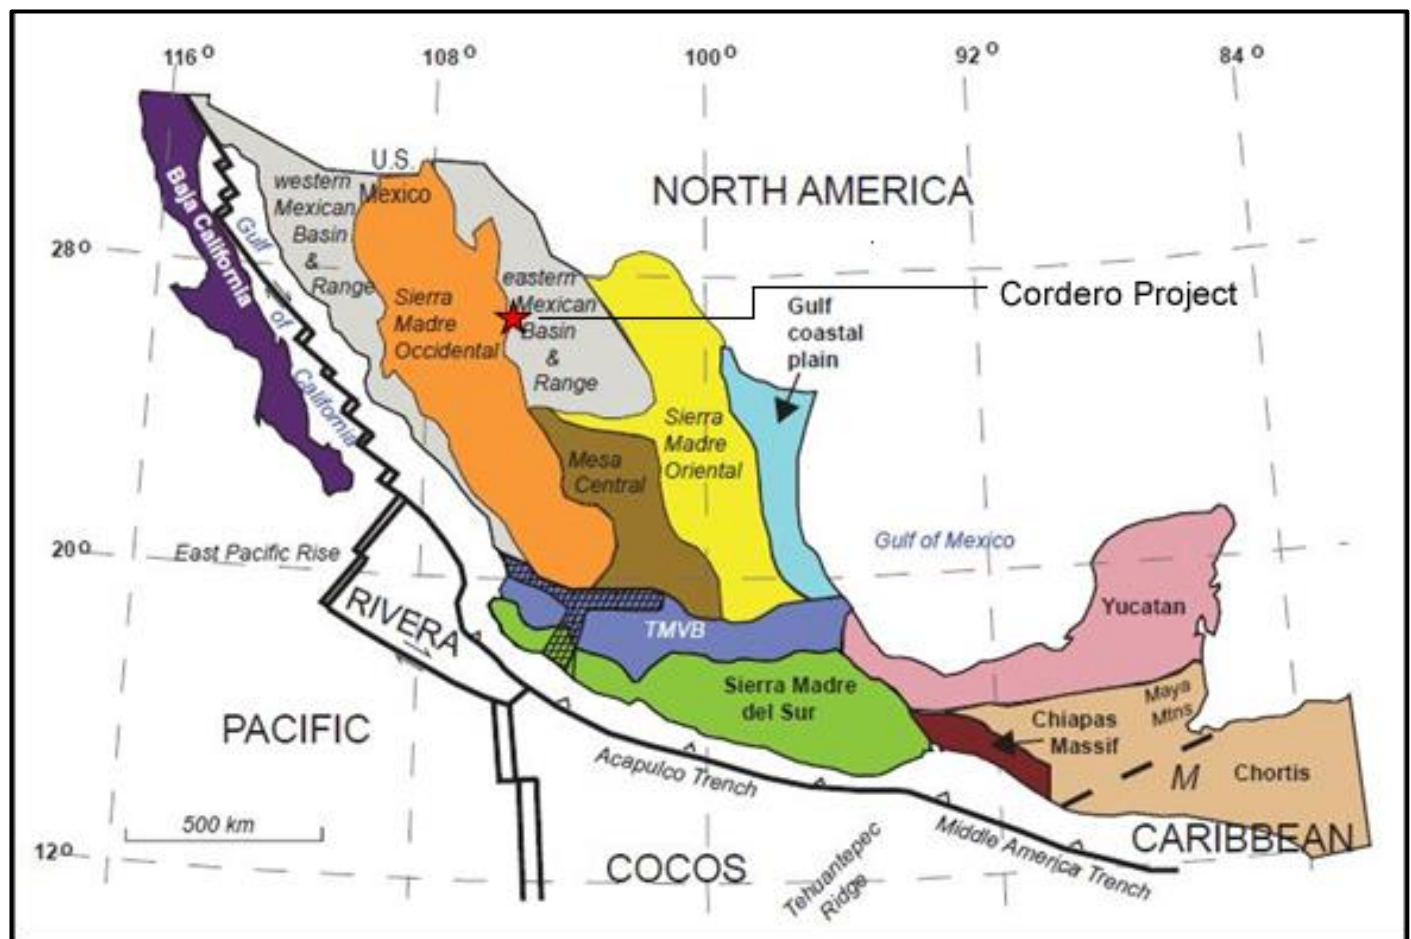 116°
108°
100°
92°
84°
U.S.
Mexico
NORTH AMERICA
western
Mexican
Basin
&
Range
Baja California
Gulf
of
California
28°
eastern
Mexican
Basin
&
Range
Cordero Project
Sierra
Madre
Occidental
Gulf
coastal
plain
Sierra
Madre
Oriental
Mesa
Central
20°
East Pacific Rise
Gulf of Mexico
RIVERA
TMVB
Yucatan
Sierra Madre
del Sur
Maya
Mtns
Chiapas
Massif
M
Chortis
PACIFIC
Acapulco Trench
500 km
Middle America Trench
CARIBBEAN
12°
COCOS
Tehuantepec
Ridge